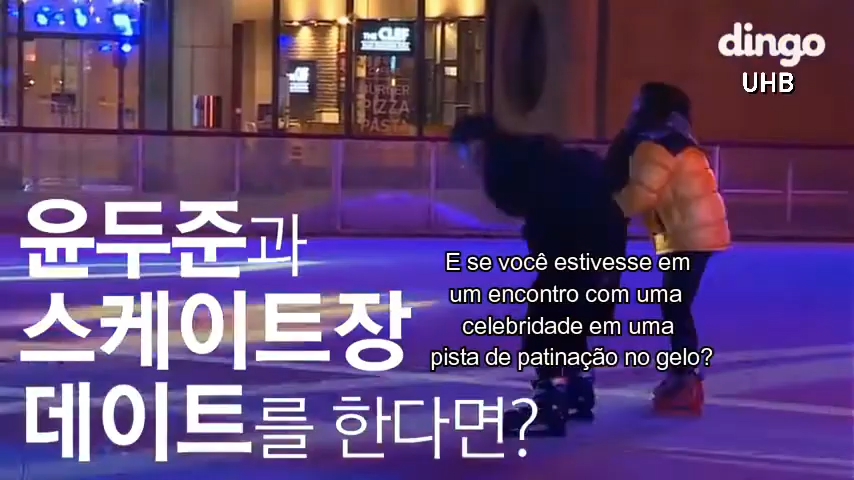 THE CLEF
BURGER
PIZZA
PASTA
dingo
UHB
윤두준과
스케이트장
데이트를 한다면?
E se você estivesse em
um encontro com uma
celebridade em uma
pista de patinação no gelo?